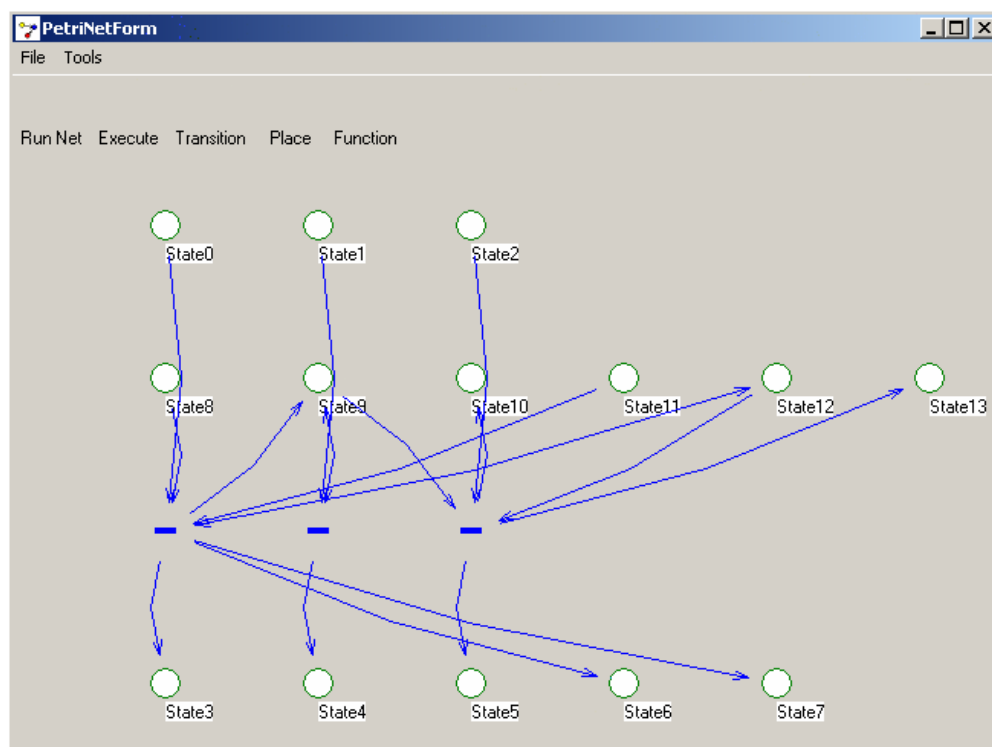 PetriNetForm
File Tools
Run Net Execute Transition Place Function
State0 State1 State2
State8 State9 State10 State11 State12 State13
State3 State4 State5 State6 State7